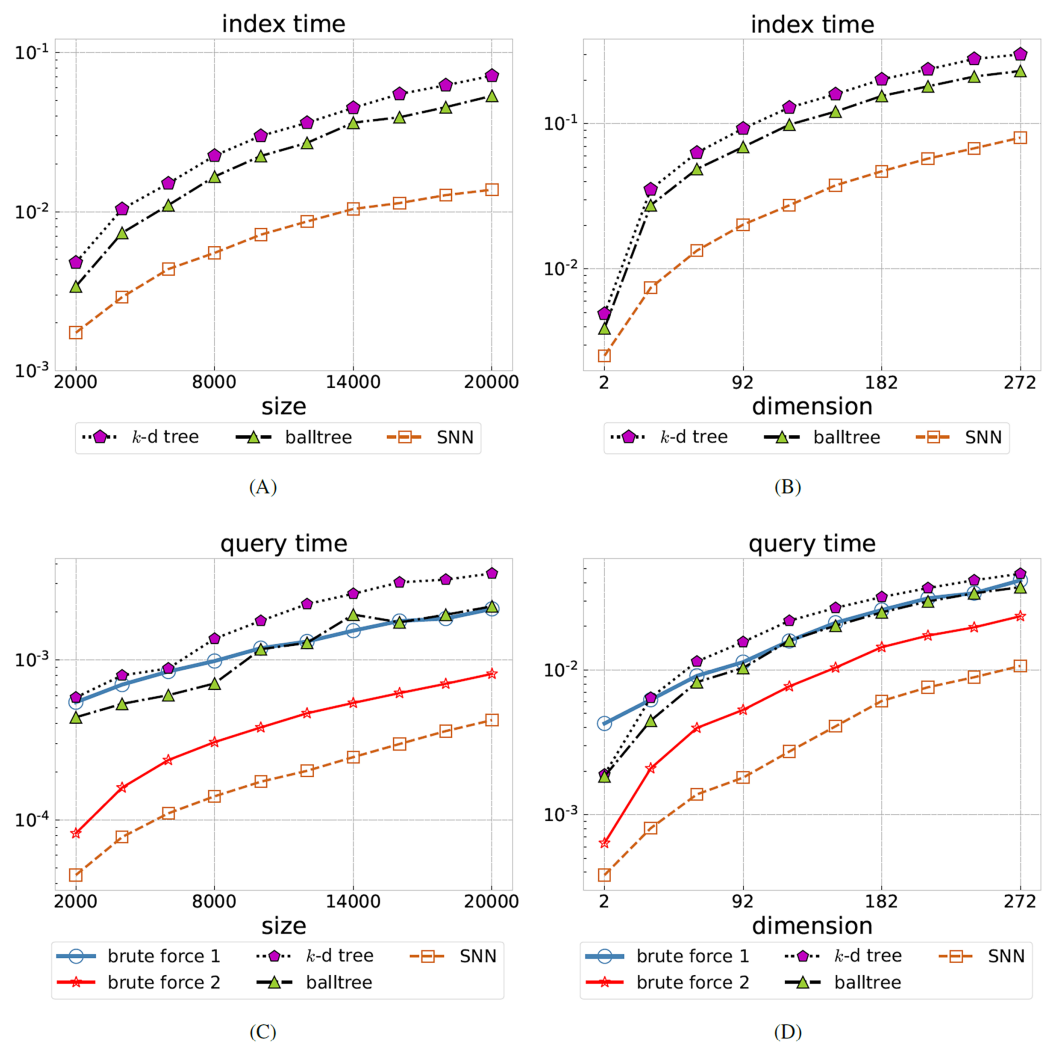 index time
10⁻¹
10⁻²
10⁻³
2000 8000 14000 20000
size
k-d tree balltree SNN
(A)
index time
10⁻¹
10⁻²
2 92 182 272
dimension
k-d tree balltree SNN
(B)
query time
10⁻³
10⁻⁴
2000 8000 14000 20000
size
brute force 1 k-d tree SNN
brute force 2 balltree
(C)
query time
10⁻²
10⁻³
2 92 182 272
dimension
brute force 1 k-d tree SNN
brute force 2 balltree
(D)